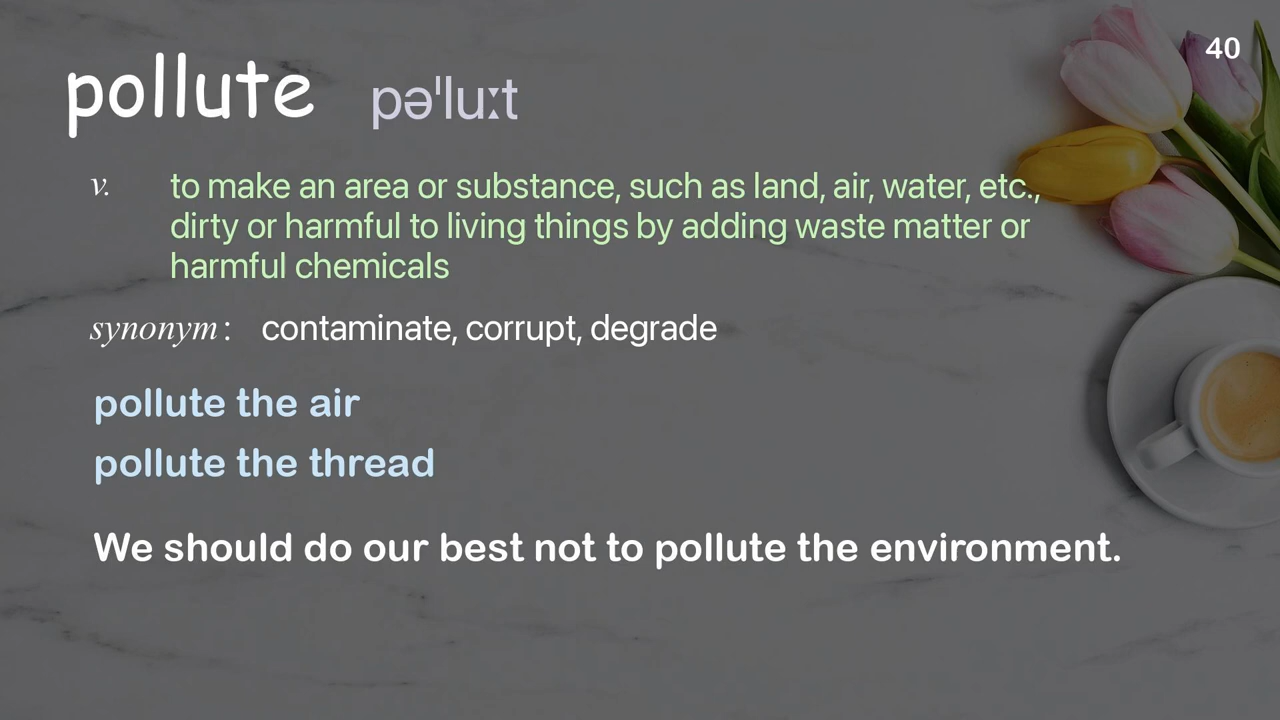 40
pollute pəˈluːt
v. to make an area or substance, such as land, air, water, etc.,
dirty or harmful to living things by adding waste matter or
harmful chemicals
synonym: contaminate, corrupt, degrade
pollute the air
pollute the thread
We should do our best not to pollute the environment.